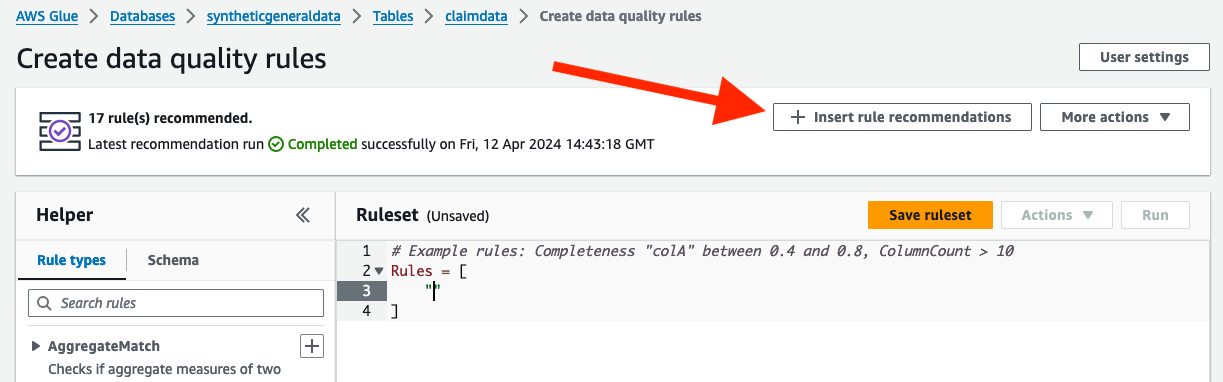 AWS Glue > Databases > syntheticgeneraldata > Tables > claimdata > Create data quality rules
Create data quality rules
User settings
17 rule(s) recommended.
Latest recommendation run Completed successfully on Fri, 12 Apr 2024 14:43:18 GMT
+ Insert rule recommendations
More actions ▼
Helper
Rule types
Schema
Search rules
AggregateMatch
Checks if aggregate measures of two
Ruleset (Unsaved)
Save ruleset
Actions ▼
Run
1 # Example rules: Completeness "colA" between 0.4 and 0.8, ColumnCount > 10
2 Rules = [
3 ""
4 ]